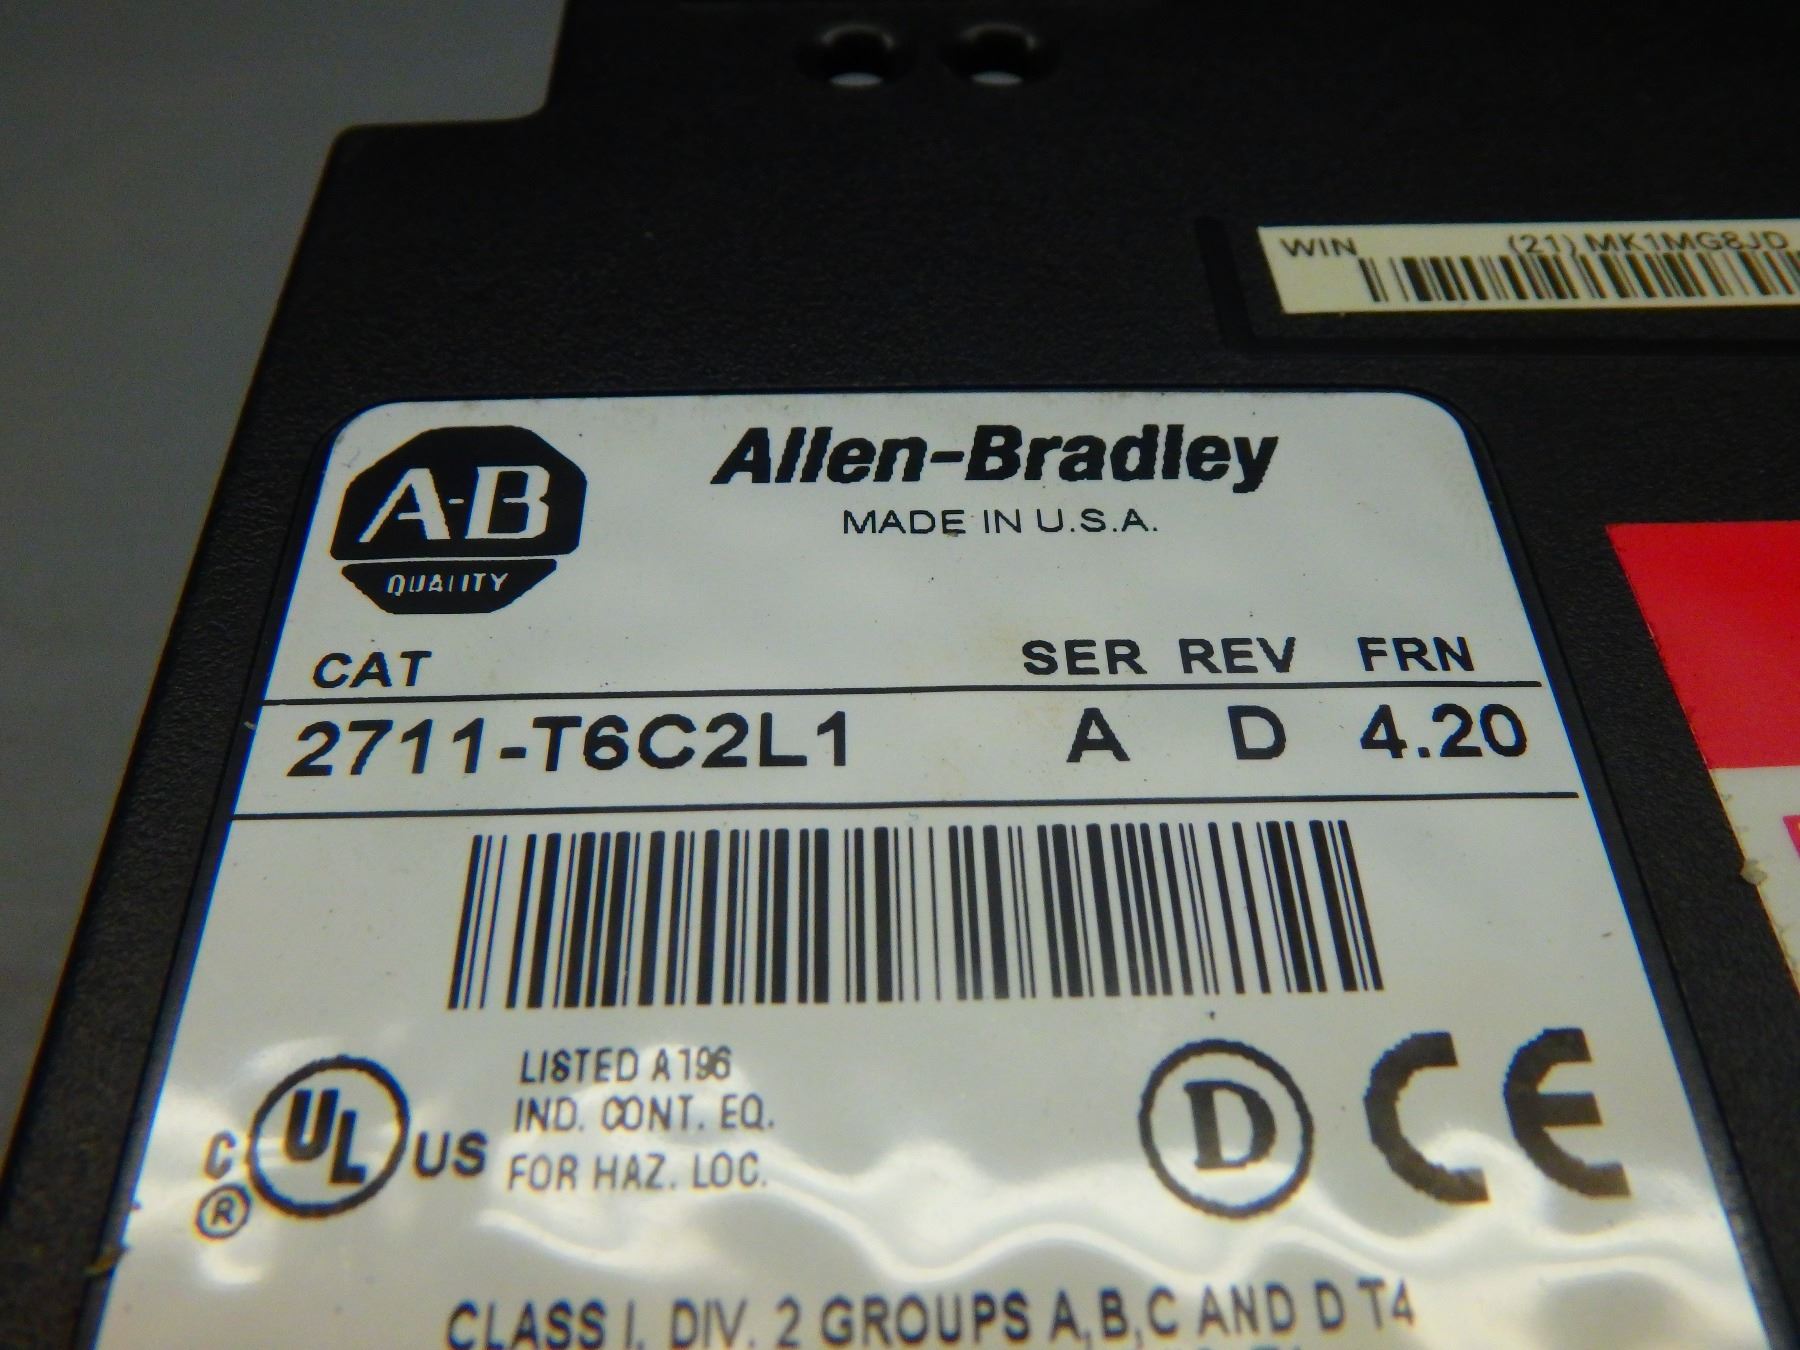 WIN (21) MK1MG8JD
A-B
QUALITY
Allen-Bradley
MADE IN U.S.A.
CAT SER REV FRN
2711-T6C2L1 A D 4.20
C UL US ®
LISTED A196
IND. CONT. EQ.
FOR HAZ. LOC.
D CE
CLASS I, DIV. 2 GROUPS A,B,C AND D T4